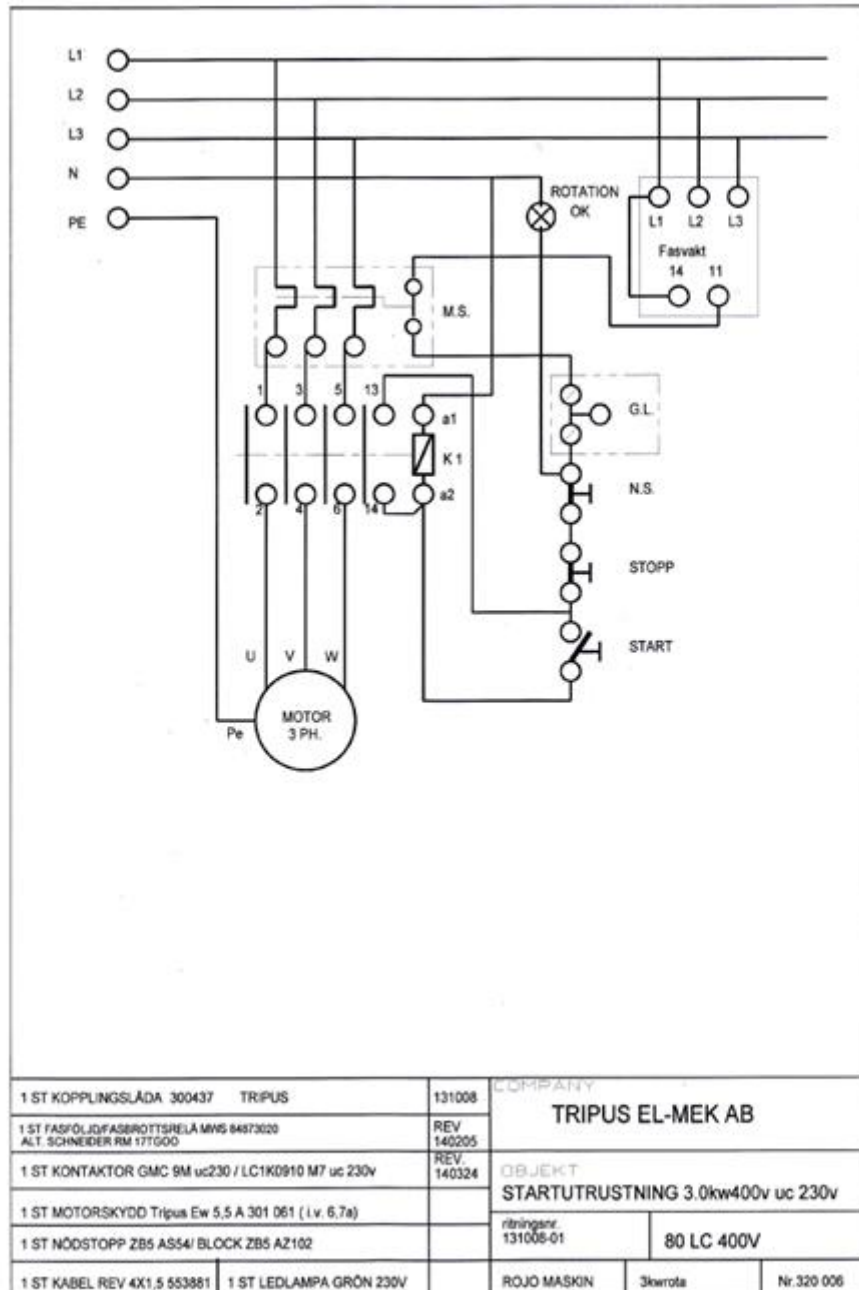 L1
L2
L3
N
PE
ROTATION
OK
L1 L2 L3
Fasvakt
14 11
M.S.
1 3 5 13
a1
G.L.
K 1
a2
2 4 6 14
N.S.
STOPP
START
U V W
MOTOR
3 PH.
Pe
1 ST KOPPLINGSLÅDA 300437 TRIPUS
131008
COMPANY
TRIPUS EL-MEK AB
1 ST FASFÖLJD/FASBROTTSRELÄ MWS 84873020
ALT. SCHNEIDER RM 17TGOO
REV
140205
1 ST KONTAKTOR GMC 9M uc230 / LC1K0910 M7 uc 230v
REV.
140324
OBJEKT
STARTUTRUSTNING 3.0kw400v uc 230v
1 ST MOTORSKYDD Tripus Ew 5,5 A 301 061 ( i.v. 6,7a)
ritningsnr.
131008-01
80 LC 400V
1 ST NÖDSTOPP ZB5 AS54/ BLOCK ZB5 AZ102
1 ST KABEL REV 4X1,5 553881
1 ST LEDLAMPA GRÖN 230V
ROJO MASKIN
3kwrota
Nr.320 006